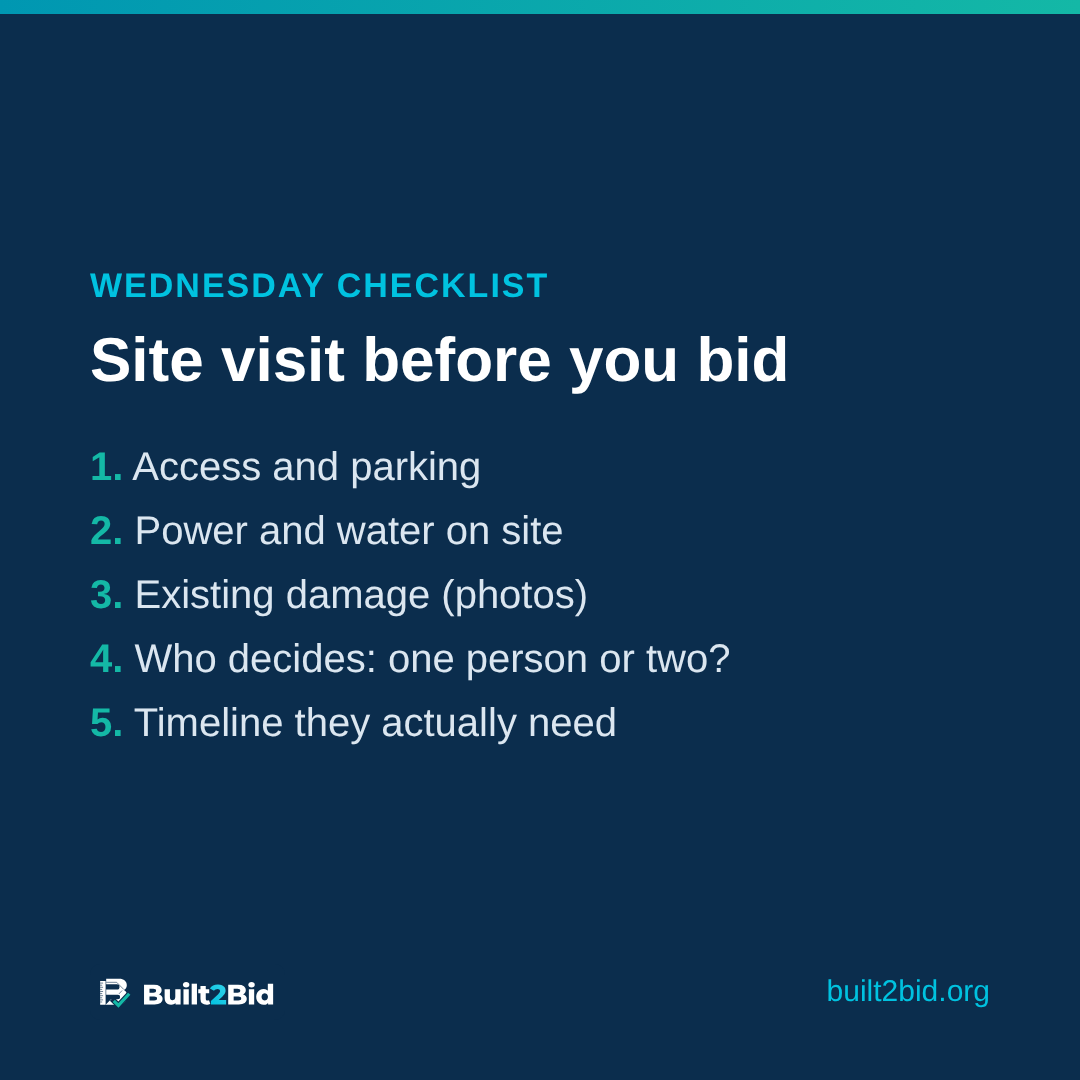 WEDNESDAY CHECKLIST
Site visit before you bid
1. Access and parking
2. Power and water on site
3. Existing damage (photos)
4. Who decides: one person or two?
5. Timeline they actually need
Built2Bid
built2bid.org